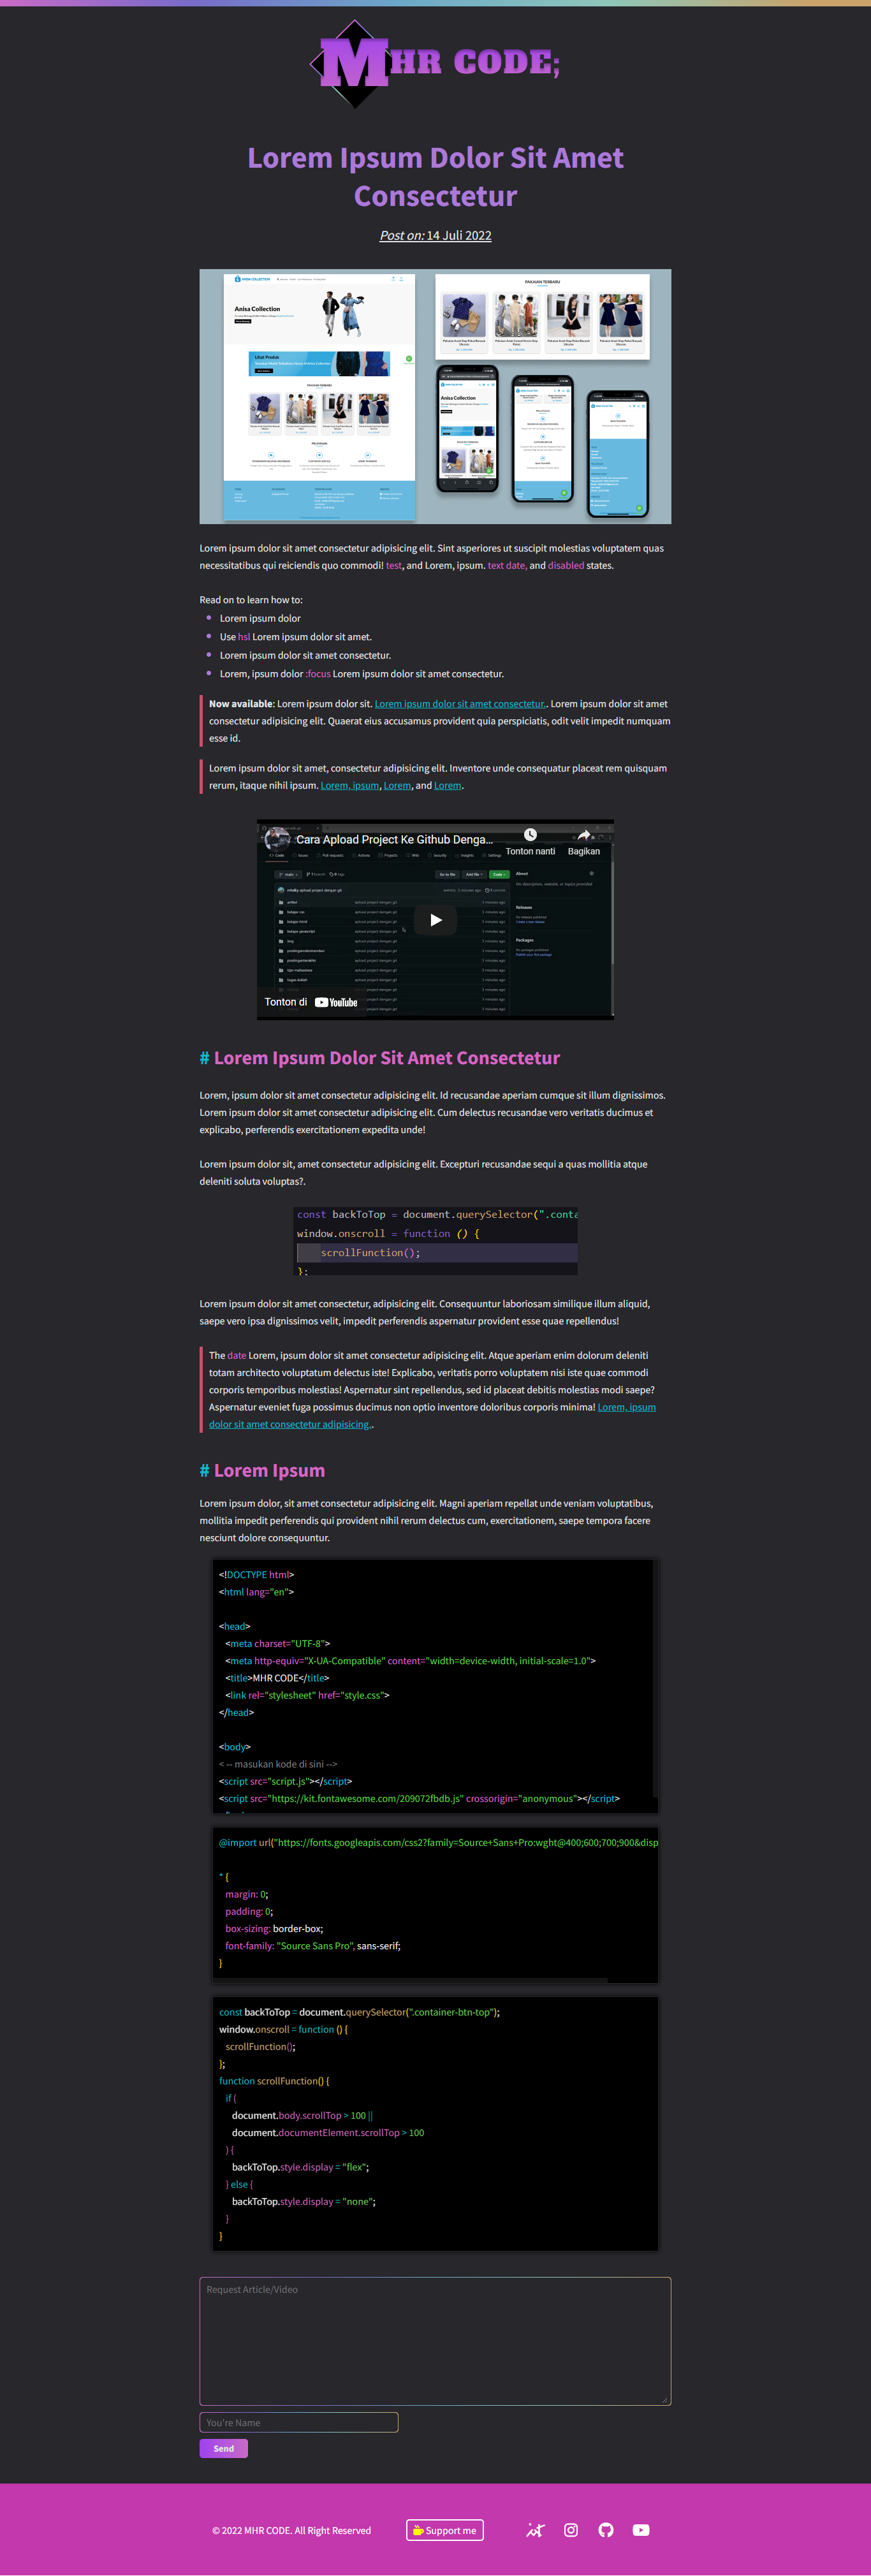 MHR CODE;
Lorem Ipsum Dolor Sit Amet
Consectetur
Post on: 14 Juli 2022
ANISA COLLECTION
Anisa Collection
Lihat Produk
PAKAIAN TERBARU
PAKAIAN TERBARU
Anisa Collection
Lorem ipsum dolor sit amet consectetur adipisicing elit. Sint asperiores ut suscipit molestias voluptatem quas
necessitatibus qui reiciendis quo commodi! test, and Lorem, ipsum. text date, and disabled states.
Read on to learn how to:
Lorem ipsum dolor
Use hsl Lorem ipsum dolor sit amet.
Lorem ipsum dolor sit amet consectetur.
Lorem, ipsum dolor :focus Lorem ipsum dolor sit amet consectetur.
Now available: Lorem ipsum dolor sit. Lorem ipsum dolor sit amet consectetur.. Lorem ipsum dolor sit amet
consectetur adipisicing elit. Quaerat eius accusamus provident quia perspiciatis, odit velit impedit numquam
esse id.
Lorem ipsum dolor sit amet, consectetur adipisicing elit. Inventore unde consequatur placeat rem quisquam
rerum, itaque nihil ipsum. Lorem, ipsum, Lorem, and Lorem.
Cara Apload Project Ke Github Denga...
Tonton nanti
Bagikan
Tonton di YouTube
# Lorem Ipsum Dolor Sit Amet Consectetur
Lorem, ipsum dolor sit amet consectetur adipisicing elit. Id recusandae aperiam cumque sit illum dignissimos.
Lorem ipsum dolor sit amet consectetur adipisicing elit. Cum delectus recusandae vero veritatis ducimus et
explicabo, perferendis exercitationem expedita unde!
Lorem ipsum dolor sit, amet consectetur adipisicing elit. Excepturi recusandae sequi a quas mollitia atque
deleniti soluta voluptas?.
const backToTop = document.querySelector(".conta
window.onscroll = function () {
scrollFunction();
};
Lorem ipsum dolor sit amet consectetur, adipisicing elit. Consequuntur laboriosam similique illum aliquid,
saepe vero ipsa dignissimos velit, impedit perferendis aspernatur provident esse quae repellendus!
The date Lorem, ipsum dolor sit amet consectetur adipisicing elit. Atque aperiam enim dolorum deleniti
totam architecto voluptatum delectus iste! Explicabo, veritatis porro voluptatem nisi iste quae commodi
corporis temporibus molestias! Aspernatur sint repellendus, sed id placeat debitis molestias modi saepe?
Aspernatur eveniet fuga possimus ducimus non optio inventore doloribus corporis minima! Lorem, ipsum
dolor sit amet consectetur adipisicing..
# Lorem Ipsum
Lorem ipsum dolor, sit amet consectetur adipisicing elit. Magni aperiam repellat unde veniam voluptatibus,
mollitia impedit perferendis qui provident nihil rerum delectus cum, exercitationem, saepe tempora facere
nesciunt dolore consequuntur.
<!DOCTYPE html>
<html lang="en">
<head>
<meta charset="UTF-8">
<meta http-equiv="X-UA-Compatible" content="width=device-width, initial-scale=1.0">
<title>MHR CODE</title>
<link rel="stylesheet" href="style.css">
</head>
<body>
< -- masukan kode di sini -->
<script src="script.js"></script>
<script src="https://kit.fontawesome.com/209072fbdb.js" crossorigin="anonymous"></script>
@import url("https://fonts.googleapis.com/css2?family=Source+Sans+Pro:wght@400;600;700;900&disp
* {
margin: 0;
padding: 0;
box-sizing: border-box;
font-family: "Source Sans Pro", sans-serif;
}
const backToTop = document.querySelector(".container-btn-top");
window.onscroll = function () {
scrollFunction();
};
function scrollFunction() {
if (
document.body.scrollTop > 100 ||
document.documentElement.scrollTop > 100
) {
backToTop.style.display = "flex";
} else {
backToTop.style.display = "none";
}
}
Request Article/Video
You're Name
Send
© 2022 MHR CODE. All Right Reserved
Support me